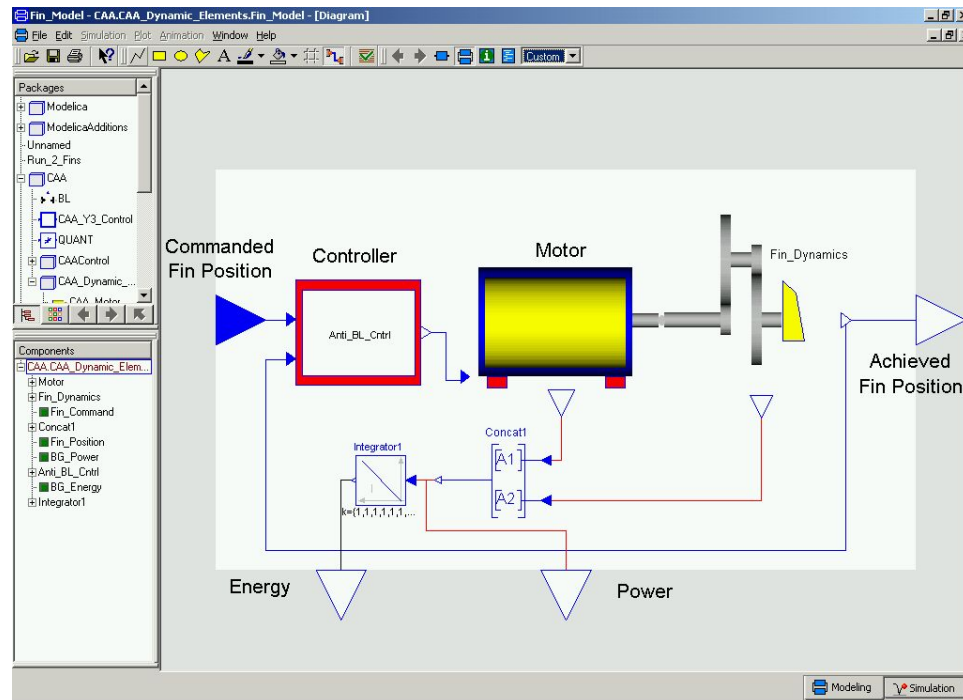 Fin_Model - CAA.CAA_Dynamic_Elements.Fin_Model - [Diagram]
File Edit Simulation Plot Animation Window Help
A
Custom
Packages
Modelica
ModelicaAdditions
Unnamed
Run_2_Fins
CAA
BL
CAA_Y3_Control
QUANT
CAAControl
CAA_Dynamic_...
CAA_Motor
Components
CAA.CAA_Dynamic_Elem...
Motor
Fin_Dynamics
Fin_Command
Concat1
Fin_Position
BG_Power
Anti_BL_Cntrl
BG_Energy
Integrator1
Commanded
Fin Position
Controller
Anti_BL_Cntrl
Motor
Fin_Dynamics
Achieved
Fin Position
Concat1
[A1]
[A2]
Integrator1
I
k={1,1,1,1,1,1,...
Energy
Power
Modeling
Simulation